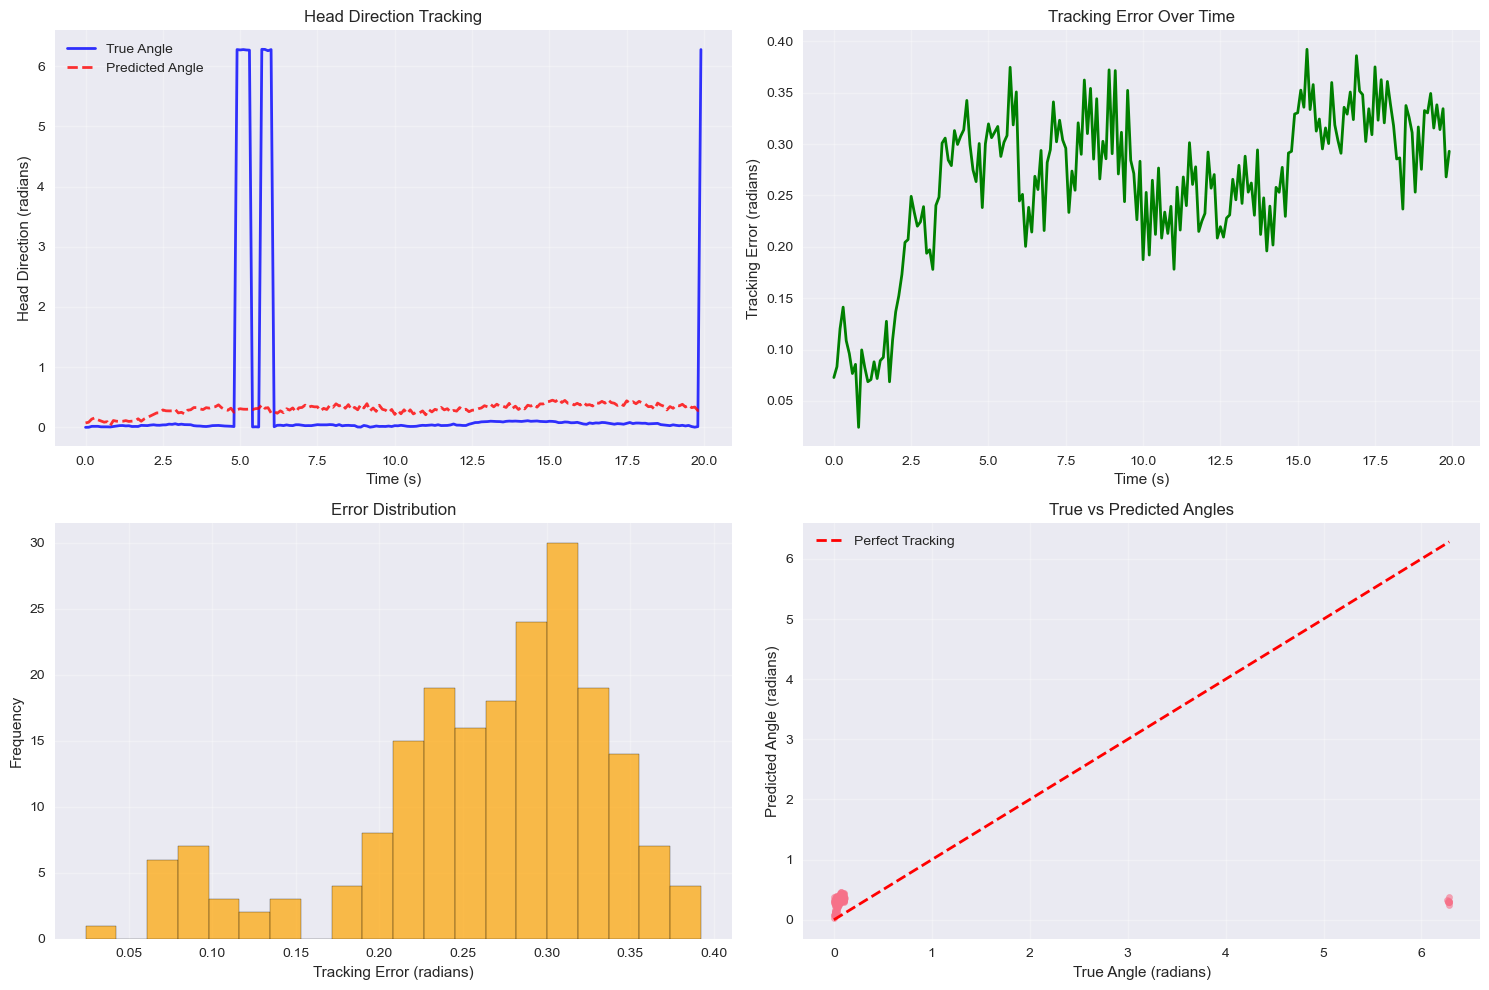 Head Direction Tracking
True Angle
Predicted Angle
Head Direction (radians)
6
5
4
3
2
1
0
0.0 2.5 5.0 7.5 10.0 12.5 15.0 17.5 20.0
Time (s)
Tracking Error Over Time
Tracking Error (radians)
0.40
0.35
0.30
0.25
0.20
0.15
0.10
0.05
0.0 2.5 5.0 7.5 10.0 12.5 15.0 17.5 20.0
Time (s)
Error Distribution
Frequency
30
25
20
15
10
5
0
0.05 0.10 0.15 0.20 0.25 0.30 0.35 0.40
Tracking Error (radians)
True vs Predicted Angles
Perfect Tracking
Predicted Angle (radians)
6
5
4
3
2
1
0
0 1 2 3 4 5 6
True Angle (radians)